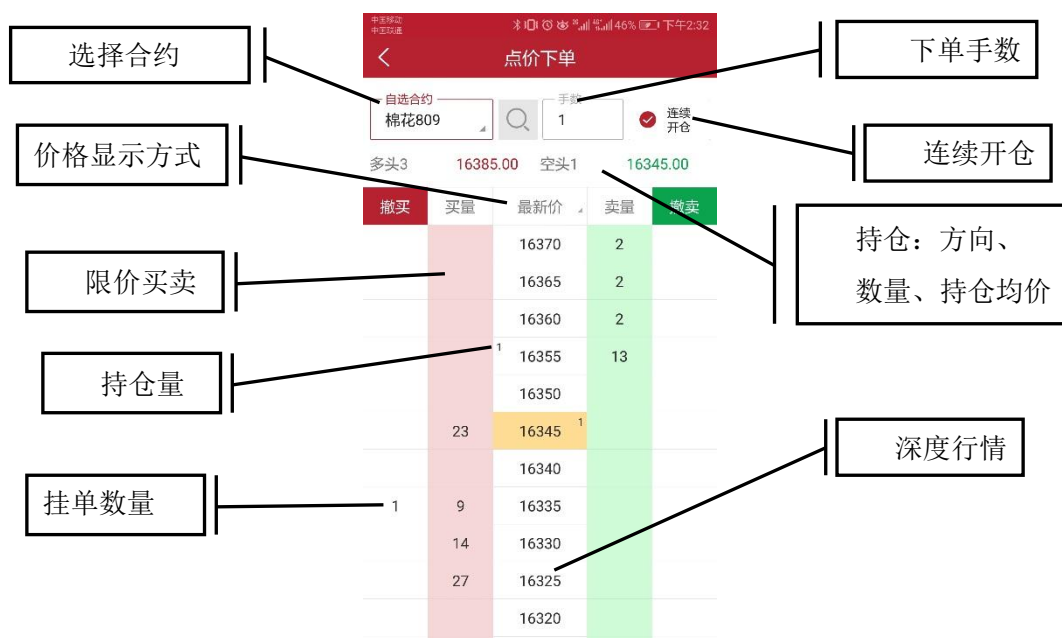 中国移动
中国联通
46% 下午2:32
点价下单
选择合约
下单手数
自选合约
棉花809
手数
1
连续
开仓
价格显示方式
连续开仓
多头3 16385.00 空头1 16345.00
撤买 买量 最新价 卖量 撤卖
持仓：方向、
数量、持仓均价
限价买卖
持仓量
挂单数量
深度行情
16370 2
16365 2
16360 2
1 16355 13
16350
23 16345 1
16340
1 9 16335
14 16330
27 16325
16320